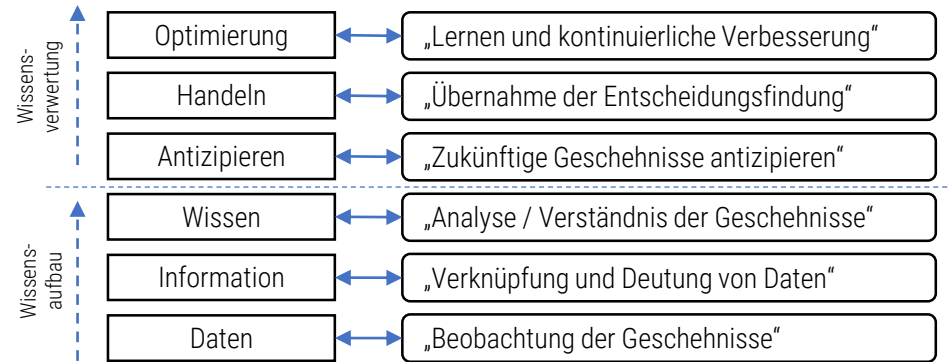 Wissens-
verwertung
Optimierung
„Lernen und kontinuierliche Verbesserung“
Handeln
„Übernahme der Entscheidungsfindung“
Antizipieren
„Zukünftige Geschehnisse antizipieren“
Wissens-
aufbau
Wissen
„Analyse / Verständnis der Geschehnisse“
Information
„Verknüpfung und Deutung von Daten“
Daten
„Beobachtung der Geschehnisse“